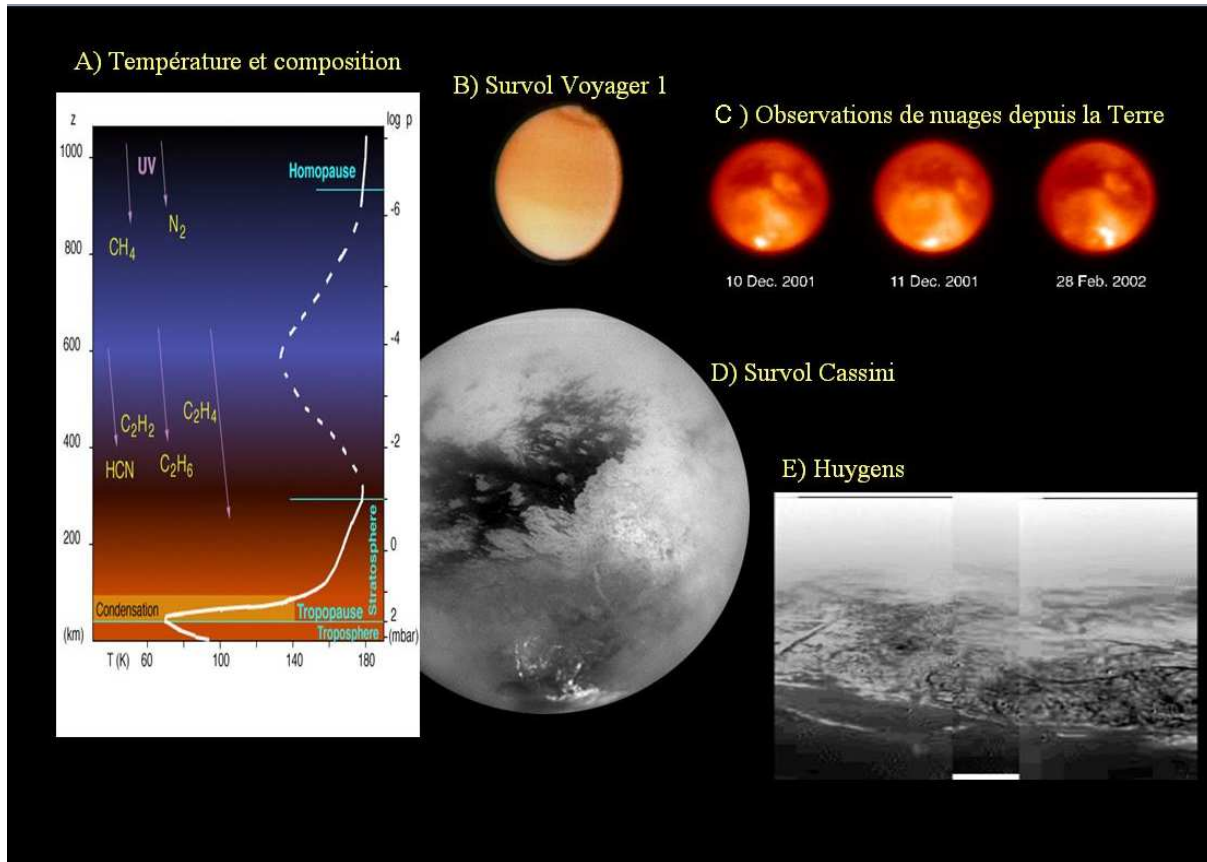 A) Température et composition
B) Survol Voyager 1
C ) Observations de nuages depuis la Terre
z
log p
1000
UV
Homopause
N2
-6
CH4
800
10 Dec. 2001
11 Dec. 2001
28 Feb. 2002
600
-4
D) Survol Cassini
C2H4
C2H2
400
-2
HCN
C2H6
E) Huygens
200
0
Stratosphere
Condensation
Tropopause
2
(km)
Troposphere
(mbar)
T (K)
60
100
140
180